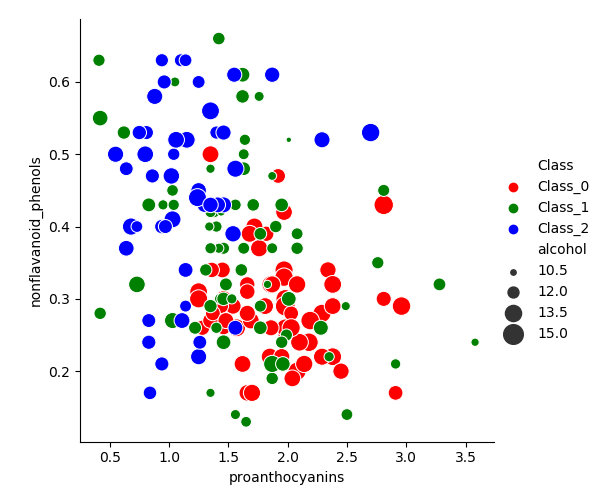 0.6
0.5
0.4
0.3
0.2
nonflavanoid_phenols
0.5
1.0
1.5
2.0
2.5
3.0
3.5
proanthocyanins
Class
Class_0
Class_1
Class_2
alcohol
10.5
12.0
13.5
15.0